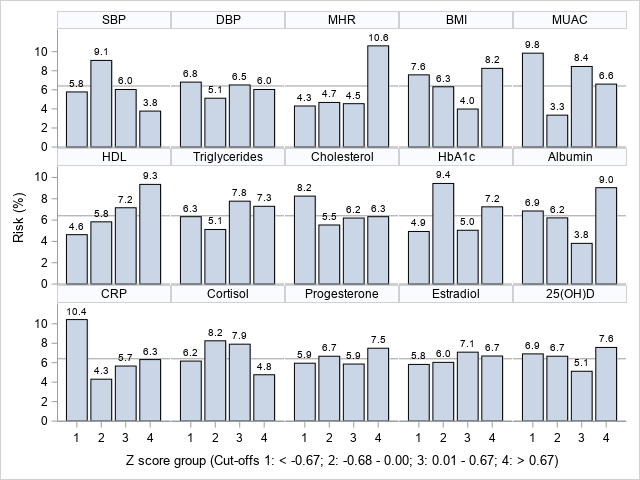 SBP DBP MHR BMI MUAC
10 8 6 4 2 0
5.8 9.1 6.0 3.8
6.8 5.1 6.5 6.0
4.3 4.7 4.5 10.6
7.6 6.3 4.0 8.2
9.8 3.3 8.4 6.6
HDL Triglycerides Cholesterol HbA1c Albumin
Risk (%)
10 8 6 4 2 0
4.6 5.8 7.2 9.3
6.3 5.1 7.8 7.3
8.2 5.5 6.2 6.3
4.9 9.4 5.0 7.2
6.9 6.2 3.8 9.0
CRP Cortisol Progesterone Estradiol 25(OH)D
10 8 6 4 2 0
10.4 4.3 5.7 6.3
6.2 8.2 7.9 4.8
5.9 6.7 5.9 7.5
5.8 6.0 7.1 6.7
6.9 6.7 5.1 7.6
1 2 3 4 1 2 3 4 1 2 3 4 1 2 3 4 1 2 3 4
Z score group (Cut-offs 1: < -0.67; 2: -0.68 - 0.00; 3: 0.01 - 0.67; 4: > 0.67)